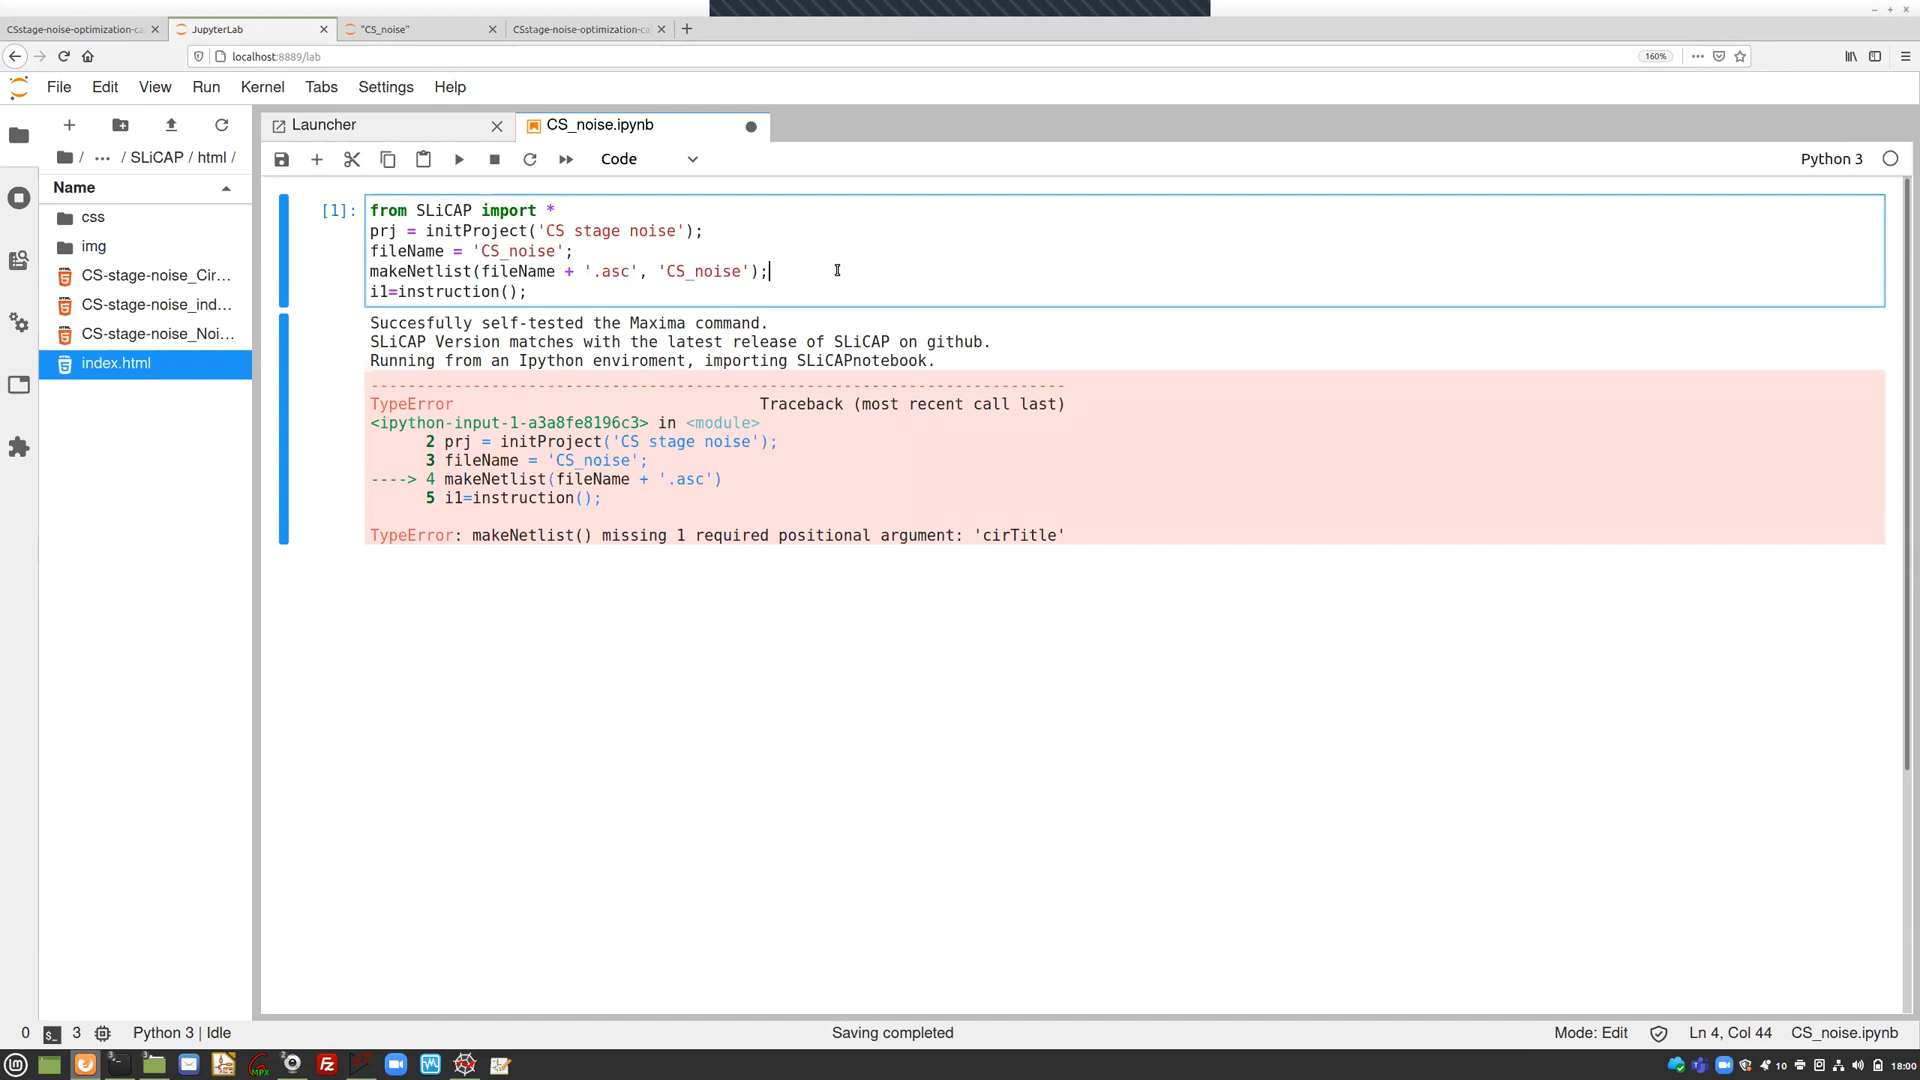 CSstage-noise-optimization-ca
JupyterLab
"CS_noise"
CSstage-noise-optimization-ca
localhost:8889/lab
160%
File Edit View Run Kernel Tabs Settings Help
Launcher
CS_noise.ipynb
/ ... / SLiCAP / html /
Code
Python 3
Name
css
img
CS-stage-noise_Cir...
CS-stage-noise_ind...
CS-stage-noise_Noi...
index.html
[1]:
from SLiCAP import *
prj = initProject('CS stage noise');
fileName = 'CS_noise';
makeNetlist(fileName + '.asc', 'CS_noise');
i1=instruction();
Succesfully self-tested the Maxima command.
SLiCAP Version matches with the latest release of SLiCAP on github.
Running from an Ipython enviroment, importing SLiCAPnotebook.
---------------------------------------------------------------------------
TypeError                                 Traceback (most recent call last)
<ipython-input-1-a3a8fe8196c3> in <module>
      2 prj = initProject('CS stage noise');
      3 fileName = 'CS_noise';
----> 4 makeNetlist(fileName + '.asc')
      5 i1=instruction();
TypeError: makeNetlist() missing 1 required positional argument: 'cirTitle'
0 3 Python 3 | Idle
Saving completed
Mode: Edit Ln 4, Col 44 CS_noise.ipynb
10 18:00